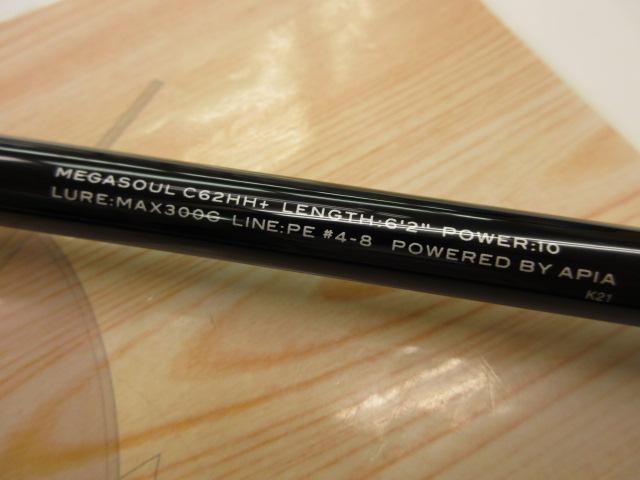 MEGASOUL C62HH+ LENGTH:6'2" POWER:10
LURE:MAX300G LINE:PE #4-8 POWERED BY APIA
K21